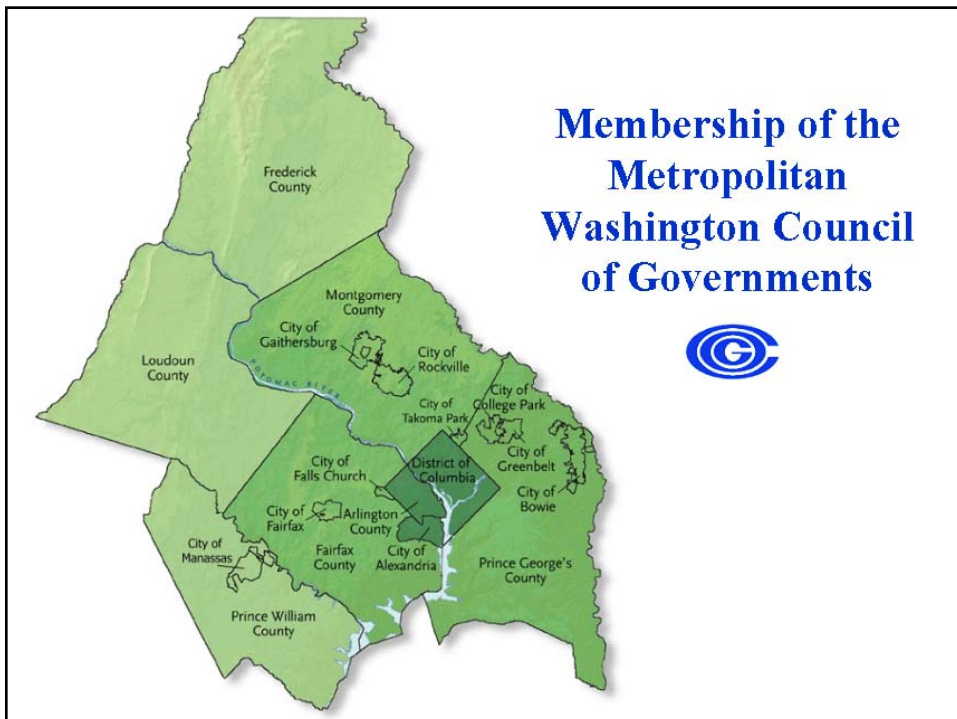 Membership of the
Metropolitan
Washington Council
of Governments
COG
Frederick
County
Montgomery
County
City of
Gaithersburg
City of
Rockville
Loudoun
County
POTOMAC RIVER
City of
Takoma Park
City of
College Park
City of
Greenbelt
City of
Bowie
District of
Columbia
City of
Falls Church
City of
Fairfax
Arlington
County
Fairfax
County
City of
Alexandria
Prince George's
County
City of
Manassas
Prince William
County